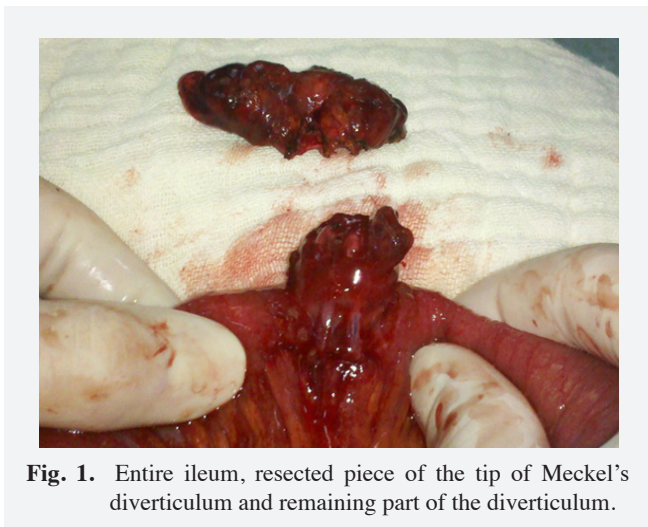 Fig. 1. Entire ileum, resected piece of the tip of Meckel's
diverticulum and remaining part of the diverticulum.